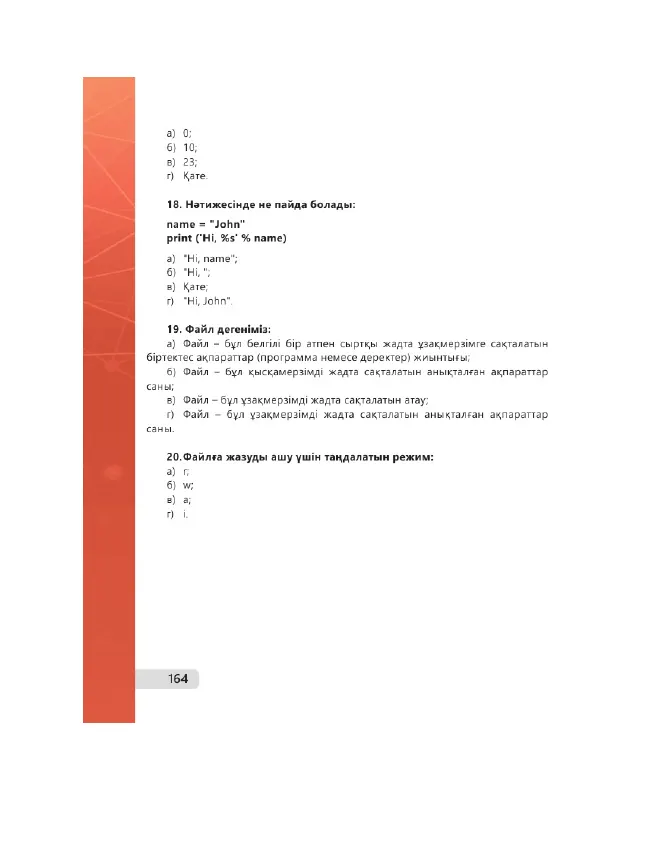 а) 0;
б) 10;
в) 23;
г) Қате.
18. Нәтижесінде не пайда болады:
name = "John"
print ('Hi, %s' % name)
а) "Hi, name";
б) "Hi, ";
в) Қате;
г) "Hi, John".
19. Файл дегеніміз:
а) Файл – бұл белгілі бір атпен сыртқы жадта ұзақмерзімге сақталатын
біртектес ақпараттар (программа немесе деректер) жиынтығы;
б) Файл – бұл қысқамерзімді жадта сақталатын анықталған ақпараттар
саны;
в) Файл – бұл ұзақмерзімді жадта сақталатын атау;
г) Файл – бұл ұзақмерзімді жадта сақталатын анықталған ақпараттар
саны.
20.Файлға жазуды ашу үшін таңдалатын режим:
а) r;
б) w;
в) a;
г) i.
164